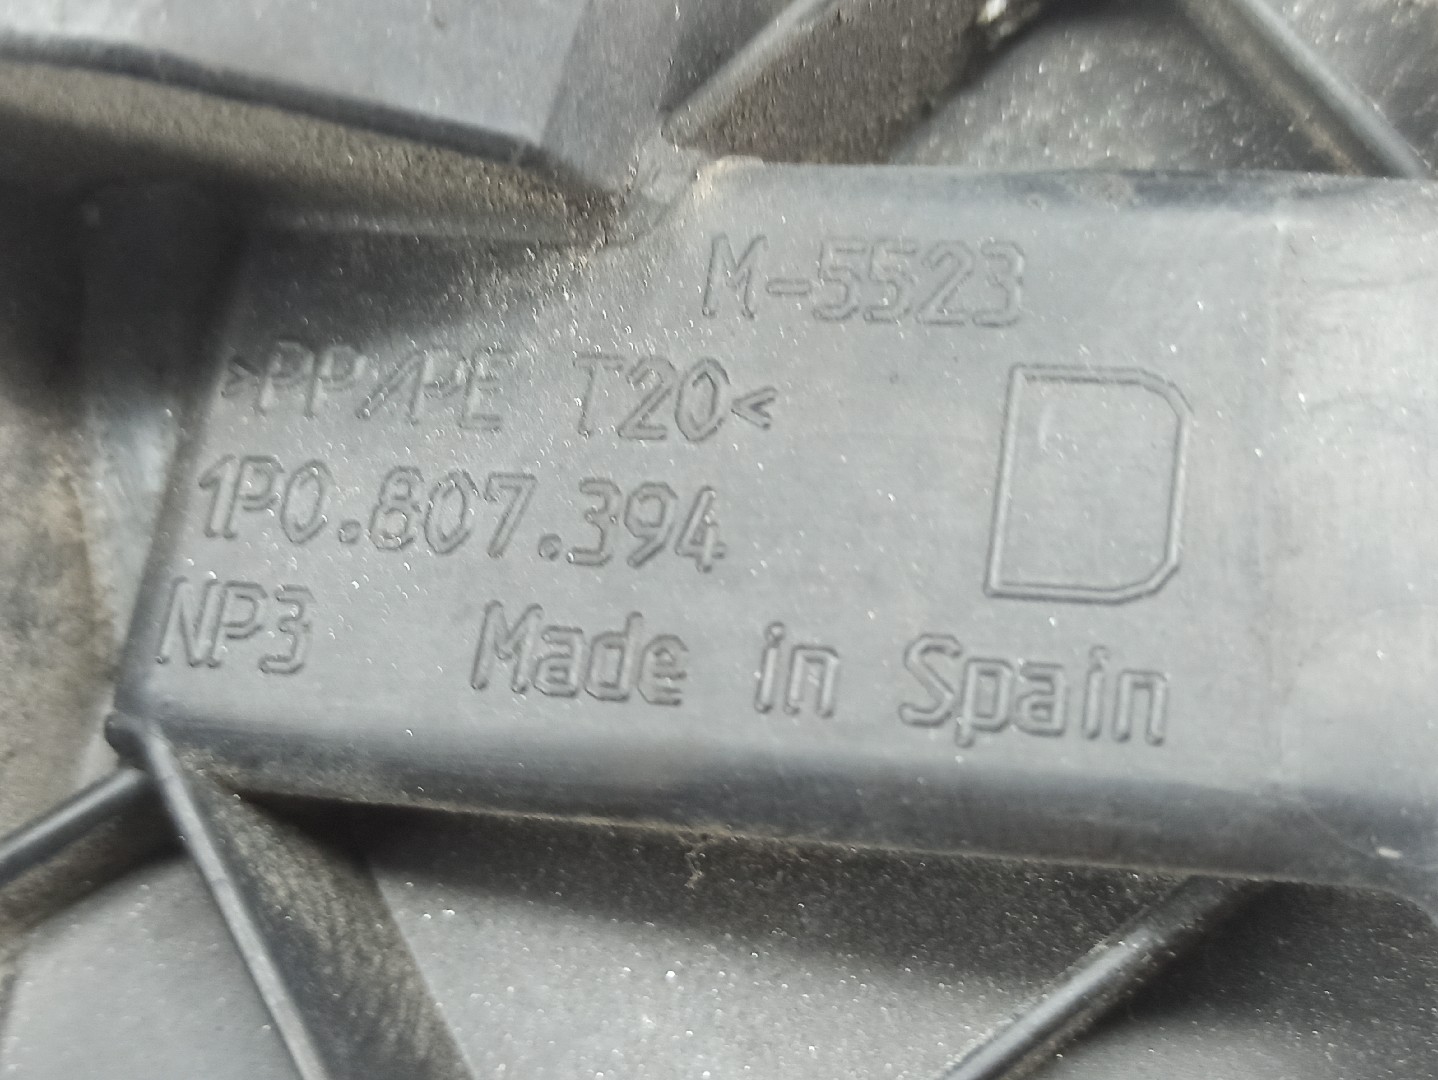 M-5523
>PP/PE T20<
1P0.807.394
NP3 Made in Spain